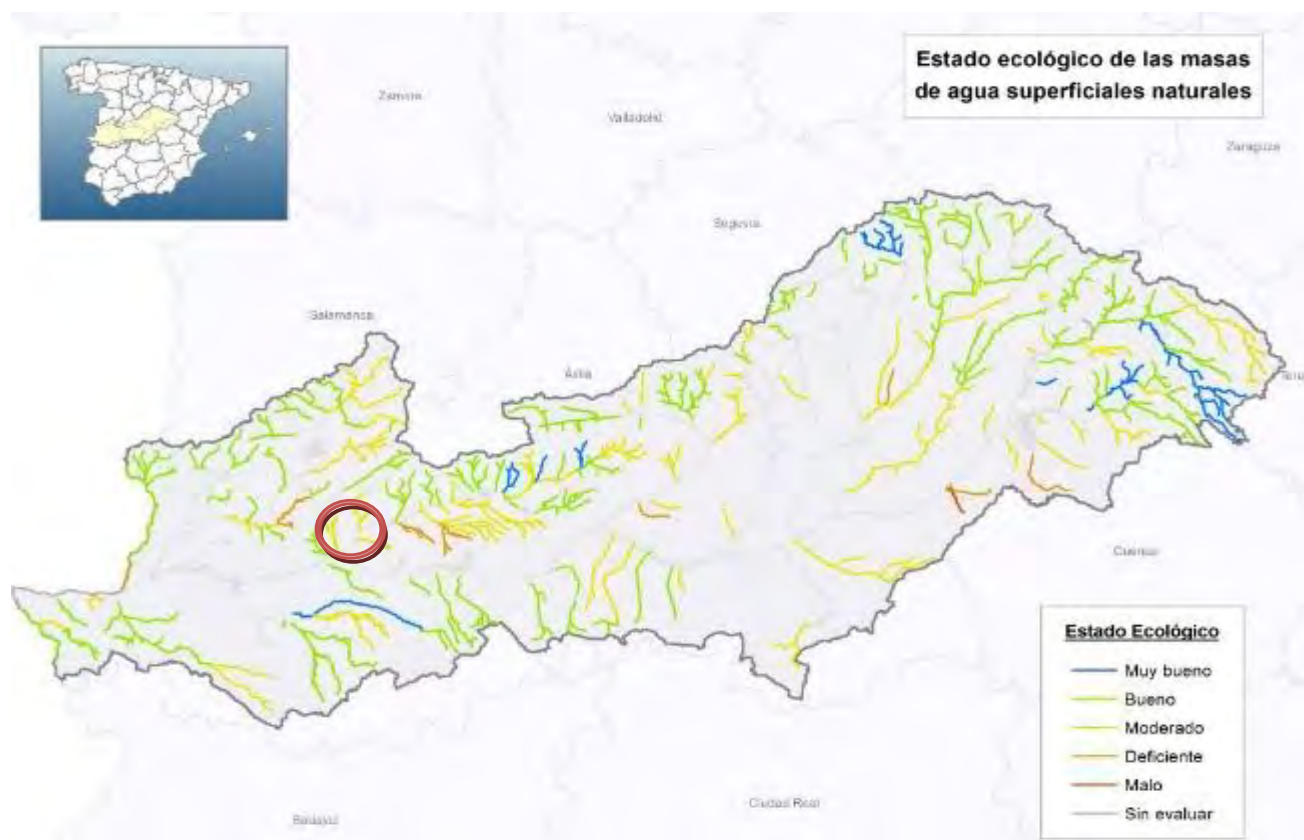 Estado ecológico de las masas
de agua superficiales naturales
Zamora
Valladolid
Zaragoza
Segovia
Salamanca
Ávila
Teru
Cuenca
Ciudad Real
Badajoz
Estado Ecológico
Muy bueno
Bueno
Moderado
Deficiente
Malo
Sin evaluar